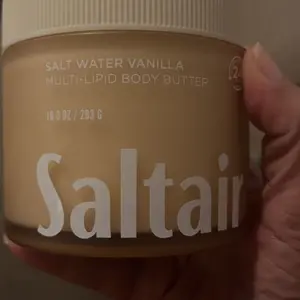 SALT WATER VANILLA
MULTI-LIPID BODY BUTTER
10.0 OZ / 283 G
Saltair